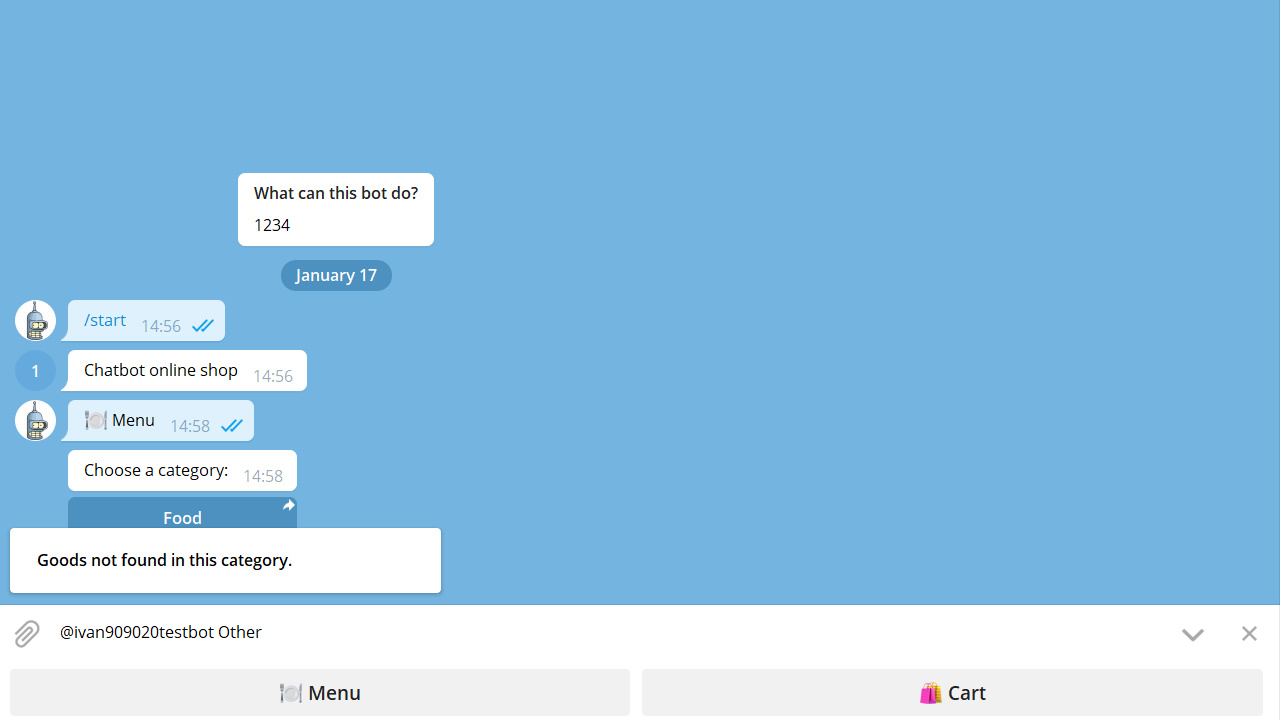 What can this bot do?
1234
January 17
/start 14:56
1
Chatbot online shop 14:56
🍽️ Menu 14:58
Choose a category: 14:58
Food
Goods not found in this category.
@ivan909020testbot Other
🍽️ Menu
🛍️ Cart